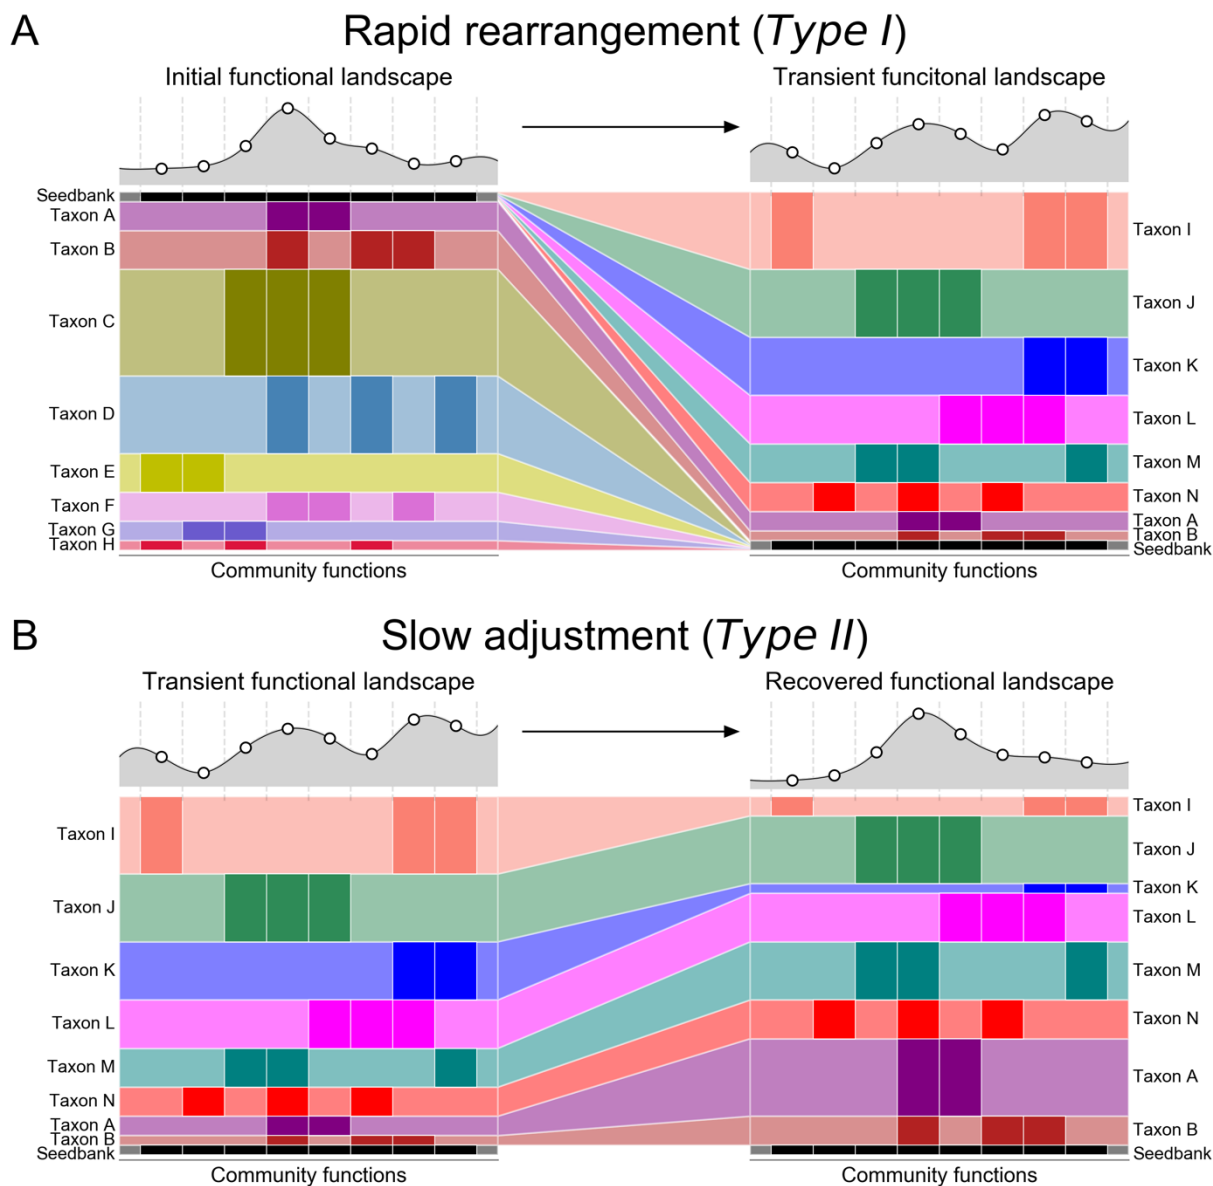 A
Rapid rearrangement (Type I)
Initial functional landscape
Transient funcitonal landscape
Seedbank
Taxon A
Taxon B
Taxon C
Taxon D
Taxon E
Taxon F
Taxon G
Taxon H
Community functions
Taxon I
Taxon J
Taxon K
Taxon L
Taxon M
Taxon N
Taxon A
Taxon B
Seedbank
Community functions
B
Slow adjustment (Type II)
Transient functional landscape
Recovered functional landscape
Taxon I
Taxon J
Taxon K
Taxon L
Taxon M
Taxon N
Taxon A
Taxon B
Seedbank
Community functions
Taxon I
Taxon J
Taxon K
Taxon L
Taxon M
Taxon N
Taxon A
Taxon B
Seedbank
Community functions